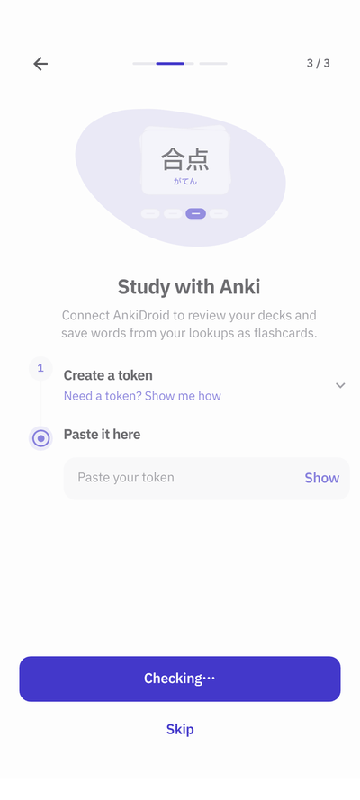 3 / 3
合点
がてん
Study with Anki
Connect AnkiDroid to review your decks and
save words from your lookups as flashcards.
1
Create a token
Need a token? Show me how
Paste it here
Paste your token
Show
Checking···
Skip